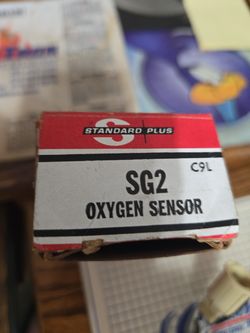 STANDARD PLUS
C9L
SG2
OXYGEN SENSOR